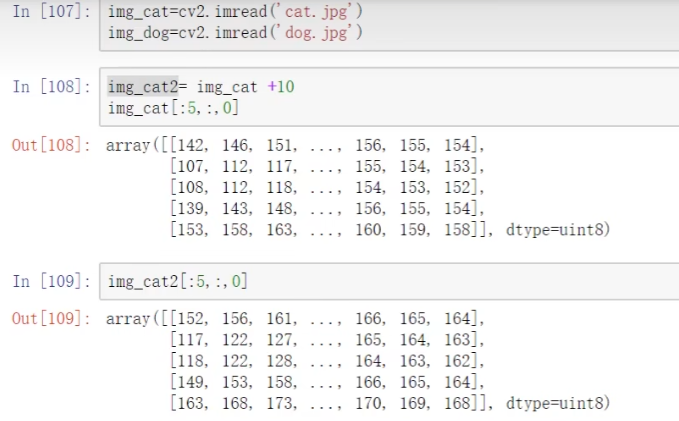 In [107]: img_cat=cv2.imread('cat.jpg')
img_dog=cv2.imread('dog.jpg')
In [108]: img_cat2= img_cat +10
img_cat[:5,:,0]
Out[108]: array([[142, 146, 151, ..., 156, 155, 154],
[107, 112, 117, ..., 155, 154, 153],
[108, 112, 118, ..., 154, 153, 152],
[139, 143, 148, ..., 156, 155, 154],
[153, 158, 163, ..., 160, 159, 158]], dtype=uint8)
In [109]: img_cat2[:5,:,0]
Out[109]: array([[152, 156, 161, ..., 166, 165, 164],
[117, 122, 127, ..., 165, 164, 163],
[118, 122, 128, ..., 164, 163, 162],
[149, 153, 158, ..., 166, 165, 164],
[163, 168, 173, ..., 170, 169, 168]], dtype=uint8)